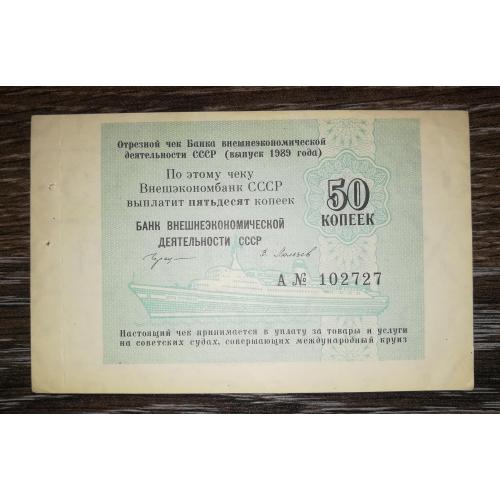 Отрезной чек Банка внешнеэкономической
деятельности СССР (выпуск 1989 года)
По этому чеку
Внешэкономбанк СССР
выплатит пятьдесят копеек
50
КОПЕЕК
БАНК ВНЕШНЕЭКОНОМИЧЕСКОЙ
ДЕЯТЕЛЬНОСТИ СССР
А № 102727
Настоящий чек принимается в уплату за товары и услуги
на советских судах, совершающих международный круиз